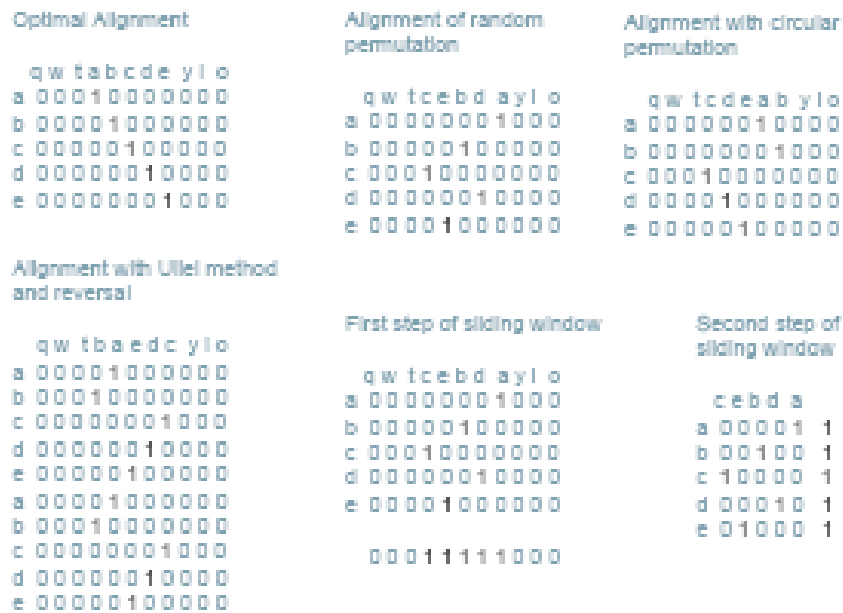 Optimal Alignment
q w t a b c d e y i o
a 0 0 0 1 0 0 0 0 0 0 0
b 0 0 0 0 1 0 0 0 0 0 0
c 0 0 0 0 0 1 0 0 0 0 0
d 0 0 0 0 0 0 1 0 0 0 0
e 0 0 0 0 0 0 0 1 0 0 0
Alignment of random
permutation
q w t c e b d a y i o
a 0 0 0 0 0 0 0 1 0 0 0
b 0 0 0 0 0 1 0 0 0 0 0
c 0 0 0 1 0 0 0 0 0 0 0
d 0 0 0 0 0 0 1 0 0 0 0
e 0 0 0 0 1 0 0 0 0 0 0
Alignment with circular
permutation
q w t c d e a b y i o
a 0 0 0 0 0 0 1 0 0 0 0
b 0 0 0 0 0 0 0 1 0 0 0
c 0 0 0 1 0 0 0 0 0 0 0
d 0 0 0 0 1 0 0 0 0 0 0
e 0 0 0 0 0 1 0 0 0 0 0
Alignment with Uliel method
and reversal
q w t b a e d c y i o
a 0 0 0 0 1 0 0 0 0 0 0
b 0 0 0 1 0 0 0 0 0 0 0
c 0 0 0 0 0 0 0 1 0 0 0
d 0 0 0 0 0 0 1 0 0 0 0
e 0 0 0 0 0 1 0 0 0 0 0
a 0 0 0 0 1 0 0 0 0 0 0
b 0 0 0 1 0 0 0 0 0 0 0
c 0 0 0 0 0 0 0 1 0 0 0
d 0 0 0 0 0 0 1 0 0 0 0
e 0 0 0 0 0 1 0 0 0 0 0
First step of sliding window
q w t c e b d a y i o
a 0 0 0 0 0 0 0 1 0 0 0
b 0 0 0 0 0 1 0 0 0 0 0
c 0 0 0 1 0 0 0 0 0 0 0
d 0 0 0 0 0 0 1 0 0 0 0
e 0 0 0 0 1 0 0 0 0 0 0
0 0 0 1 1 1 1 1 0 0 0
Second step of
sliding window
c e b d a
a 0 0 0 0 1 1
b 0 0 1 0 0 1
c 1 0 0 0 0 1
d 0 0 0 1 0 1
e 0 1 0 0 0 1